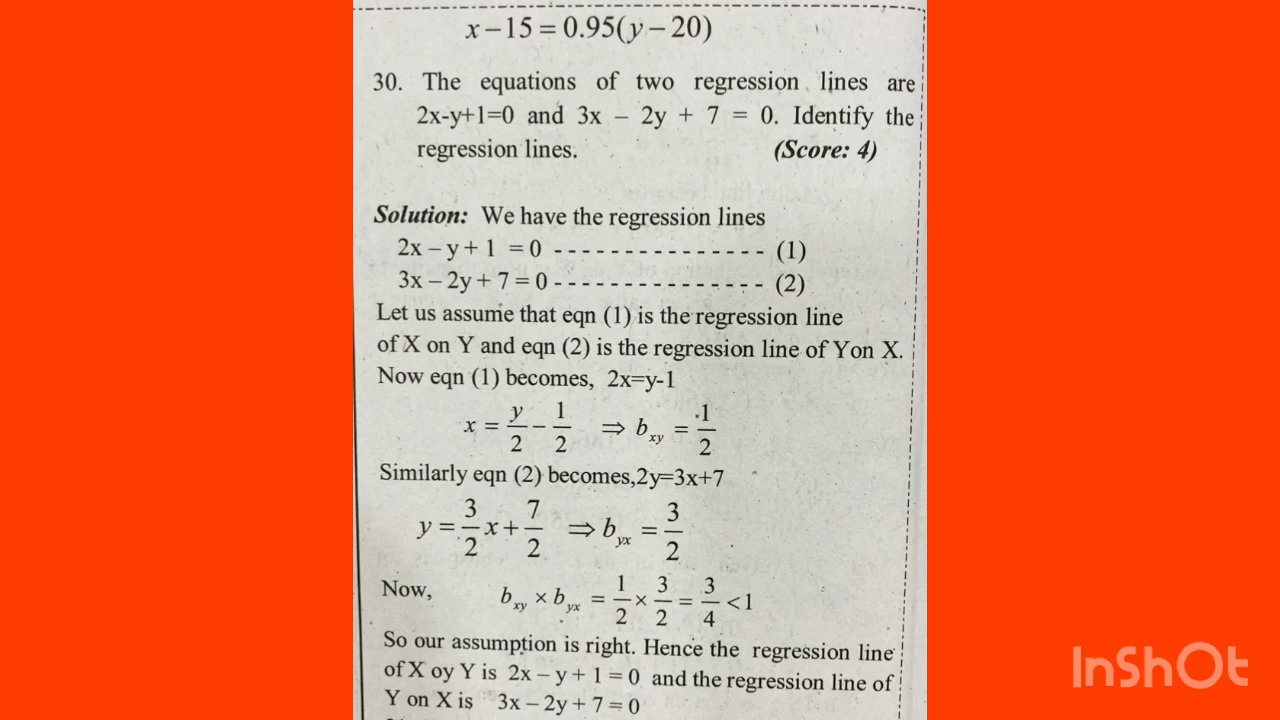 x – 15 = 0.95(y – 20)
30. The equations of two regression lines are
2x-y+1=0 and 3x – 2y + 7 = 0. Identify the
regression lines. (Score: 4)
Solution: We have the regression lines
2x – y + 1 = 0 - - - - - - - - - - - - - - - (1)
3x – 2y + 7 = 0 - - - - - - - - - - - - - - - (2)
Let us assume that eqn (1) is the regression line
of X on Y and eqn (2) is the regression line of Yon X.
Now eqn (1) becomes, 2x=y-1
x = y/2 – 1/2 ⇒ b_xy = 1/2
Similarly eqn (2) becomes,2y=3x+7
y = 3/2 x + 7/2 ⇒ b_yx = 3/2
Now, b_xy × b_yx = 1/2 × 3/2 = 3/4 < 1
So our assumption is right. Hence the regression line
of X oy Y is 2x – y + 1 = 0 and the regression line of
Y on X is 3x – 2y + 7 = 0
InShOt